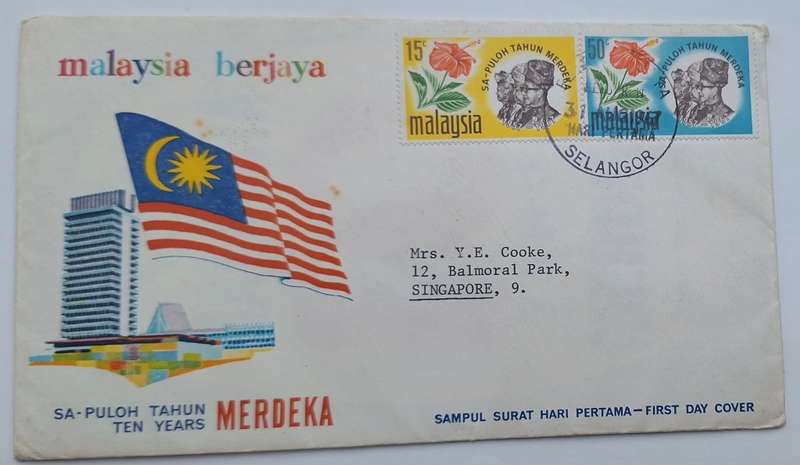 malaysia berjaya
15c
SA-PULOH TAHUN MERDEKA
malaysia
50c
SA-PULOH TAHUN MERDEKA
malaysia
HARI PERTAMA
SELANGOR
Mrs. Y.E. Cooke,
12, Balmoral Park,
SINGAPORE, 9.
SA-PULOH TAHUN
TEN YEARS
MERDEKA
SAMPUL SURAT HARI PERTAMA—FIRST DAY COVER